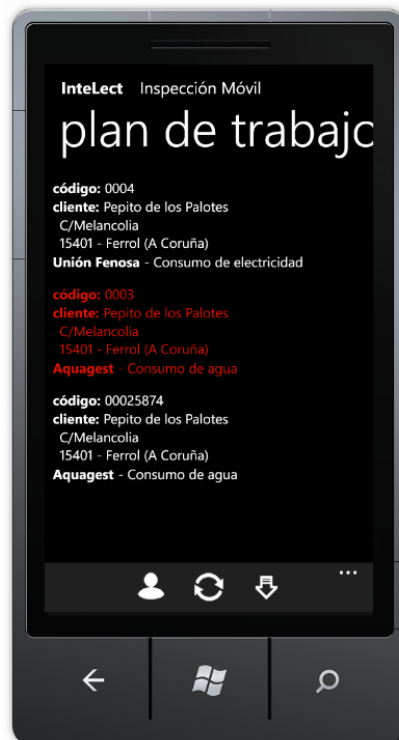 InteLect Inspección Móvil
plan de trabajo
código: 0004
cliente: Pepito de los Palotes
C/Melancolia
15401 - Ferrol (A Coruña)
Unión Fenosa - Consumo de electricidad
código: 0003
cliente: Pepito de los Palotes
C/Melancolia
15401 - Ferrol (A Coruña)
Aquagest - Consumo de agua
código: 00025874
cliente: Pepito de los Palotes
C/Melancolia
15401 - Ferrol (A Coruña)
Aquagest - Consumo de agua